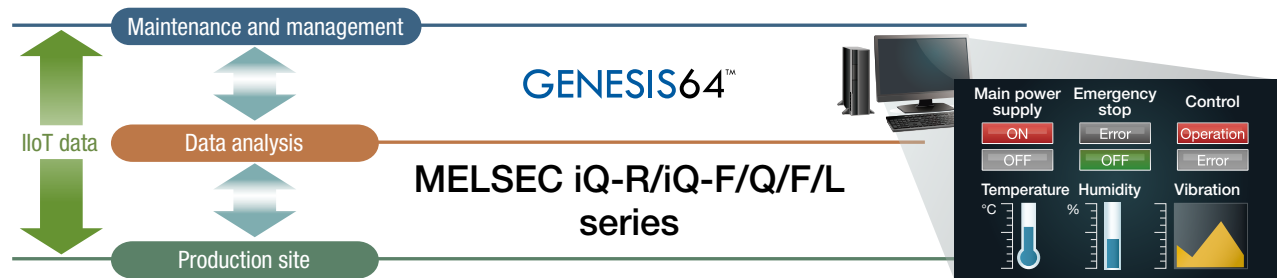 Maintenance and management
GENESIS64™
IIoT data
Data analysis
MELSEC iQ-R/iQ-F/Q/F/L
series
Production site
Main power
supply
ON
OFF
Emergency
stop
Error
OFF
Control
Operation
Error
Temperature
°C
Humidity
%
Vibration